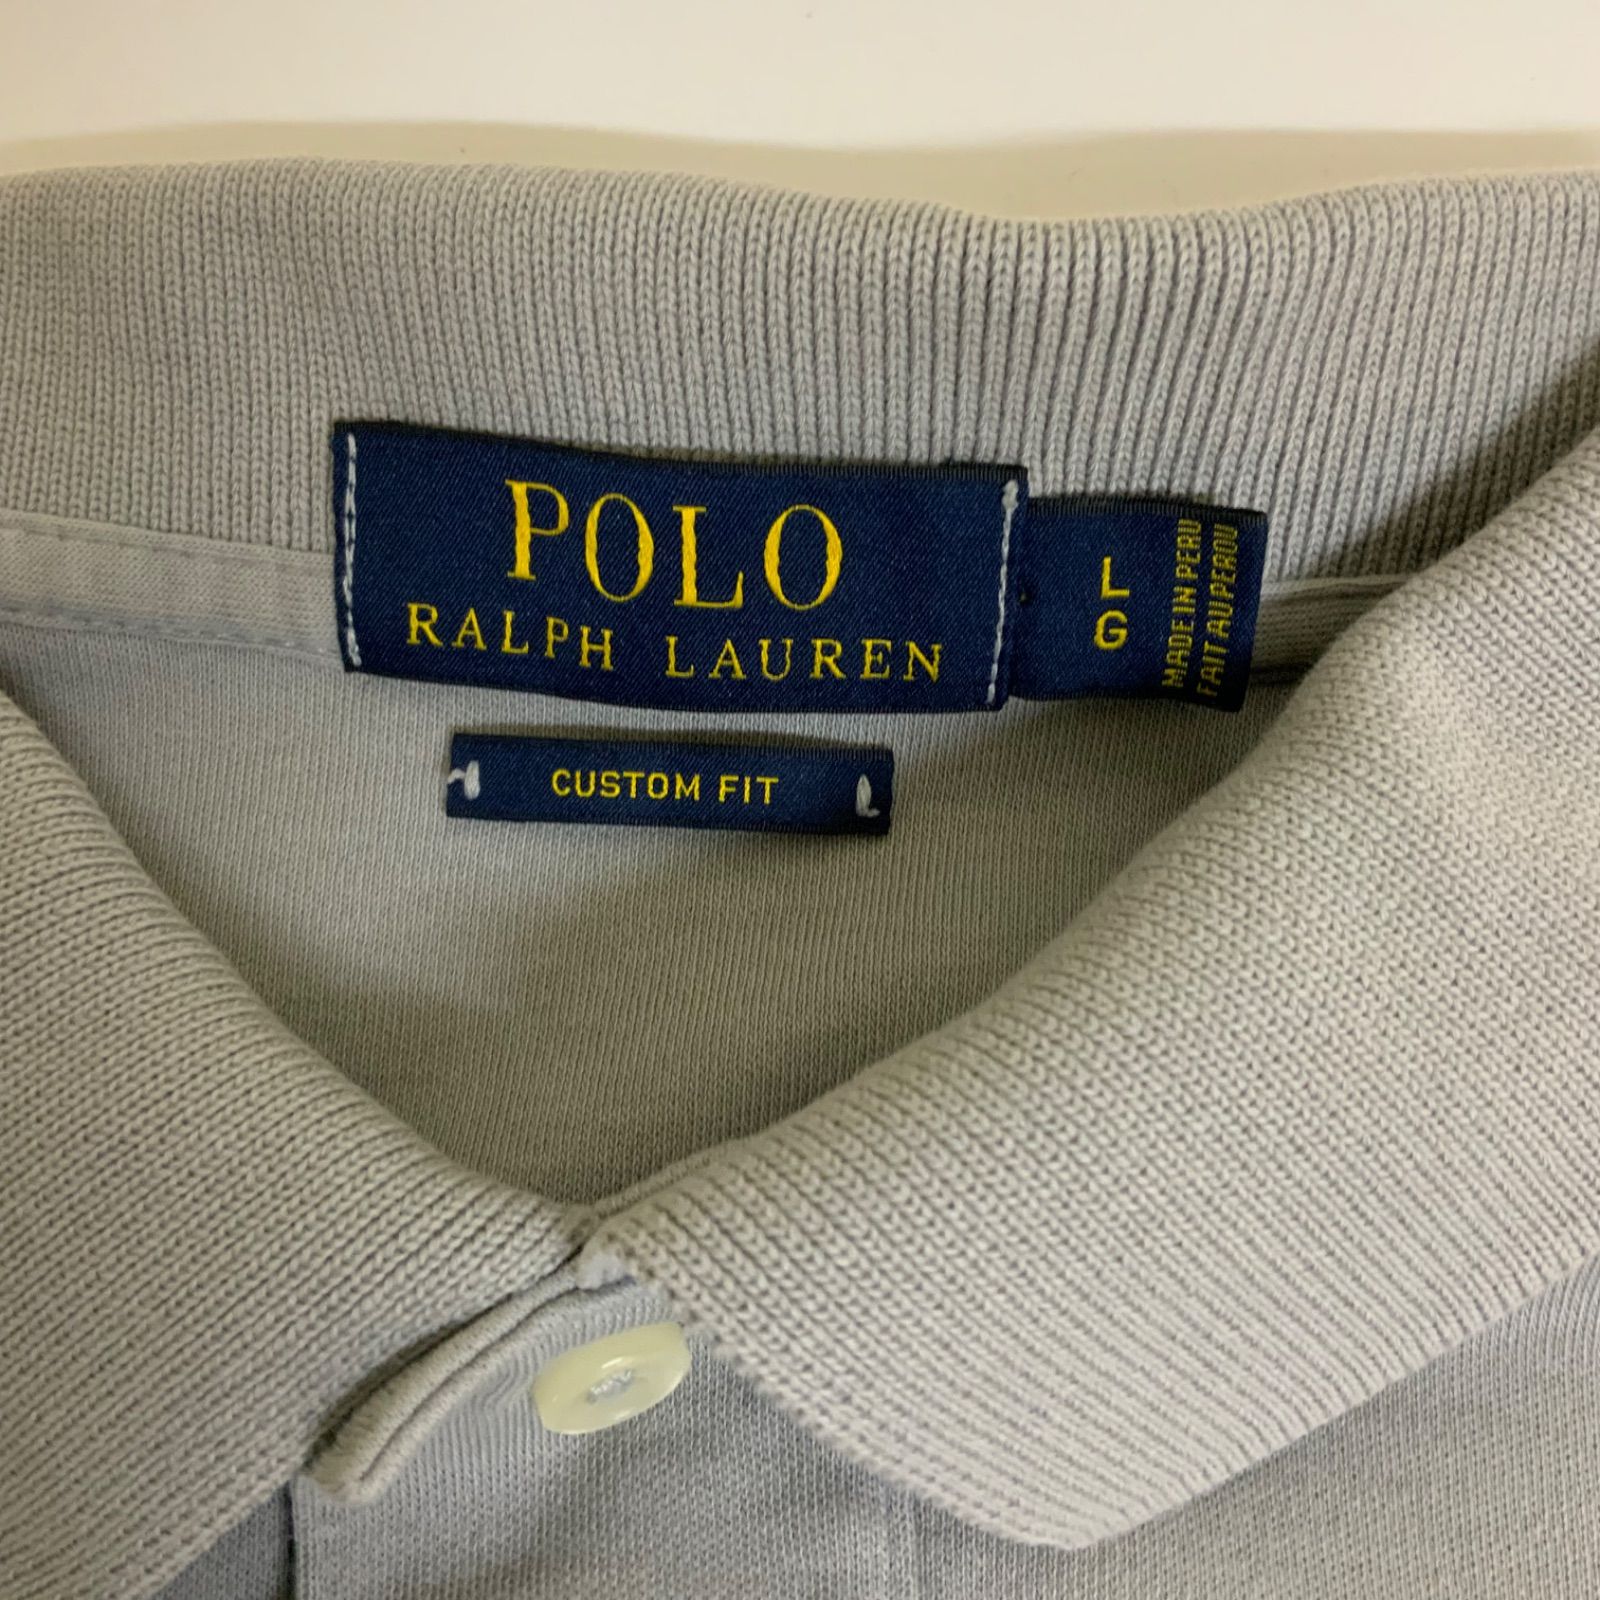 POLO
RALPH LAUREN
L
G
MADE IN PERU
FAIT AU PEROU
CUSTOM FIT